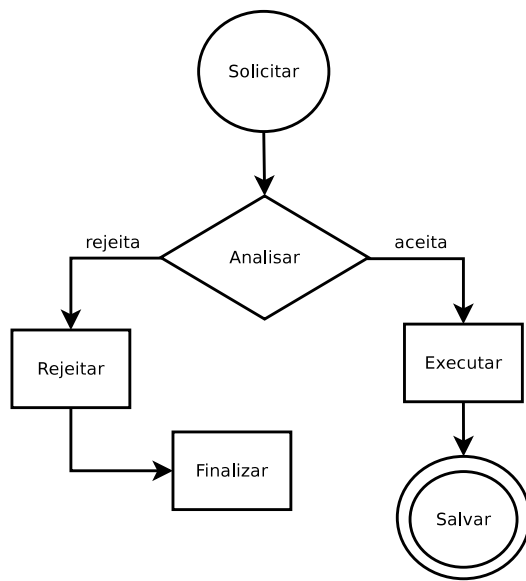 Solicitar
rejeita
aceita
Analisar
Rejeitar
Executar
Finalizar
Salvar